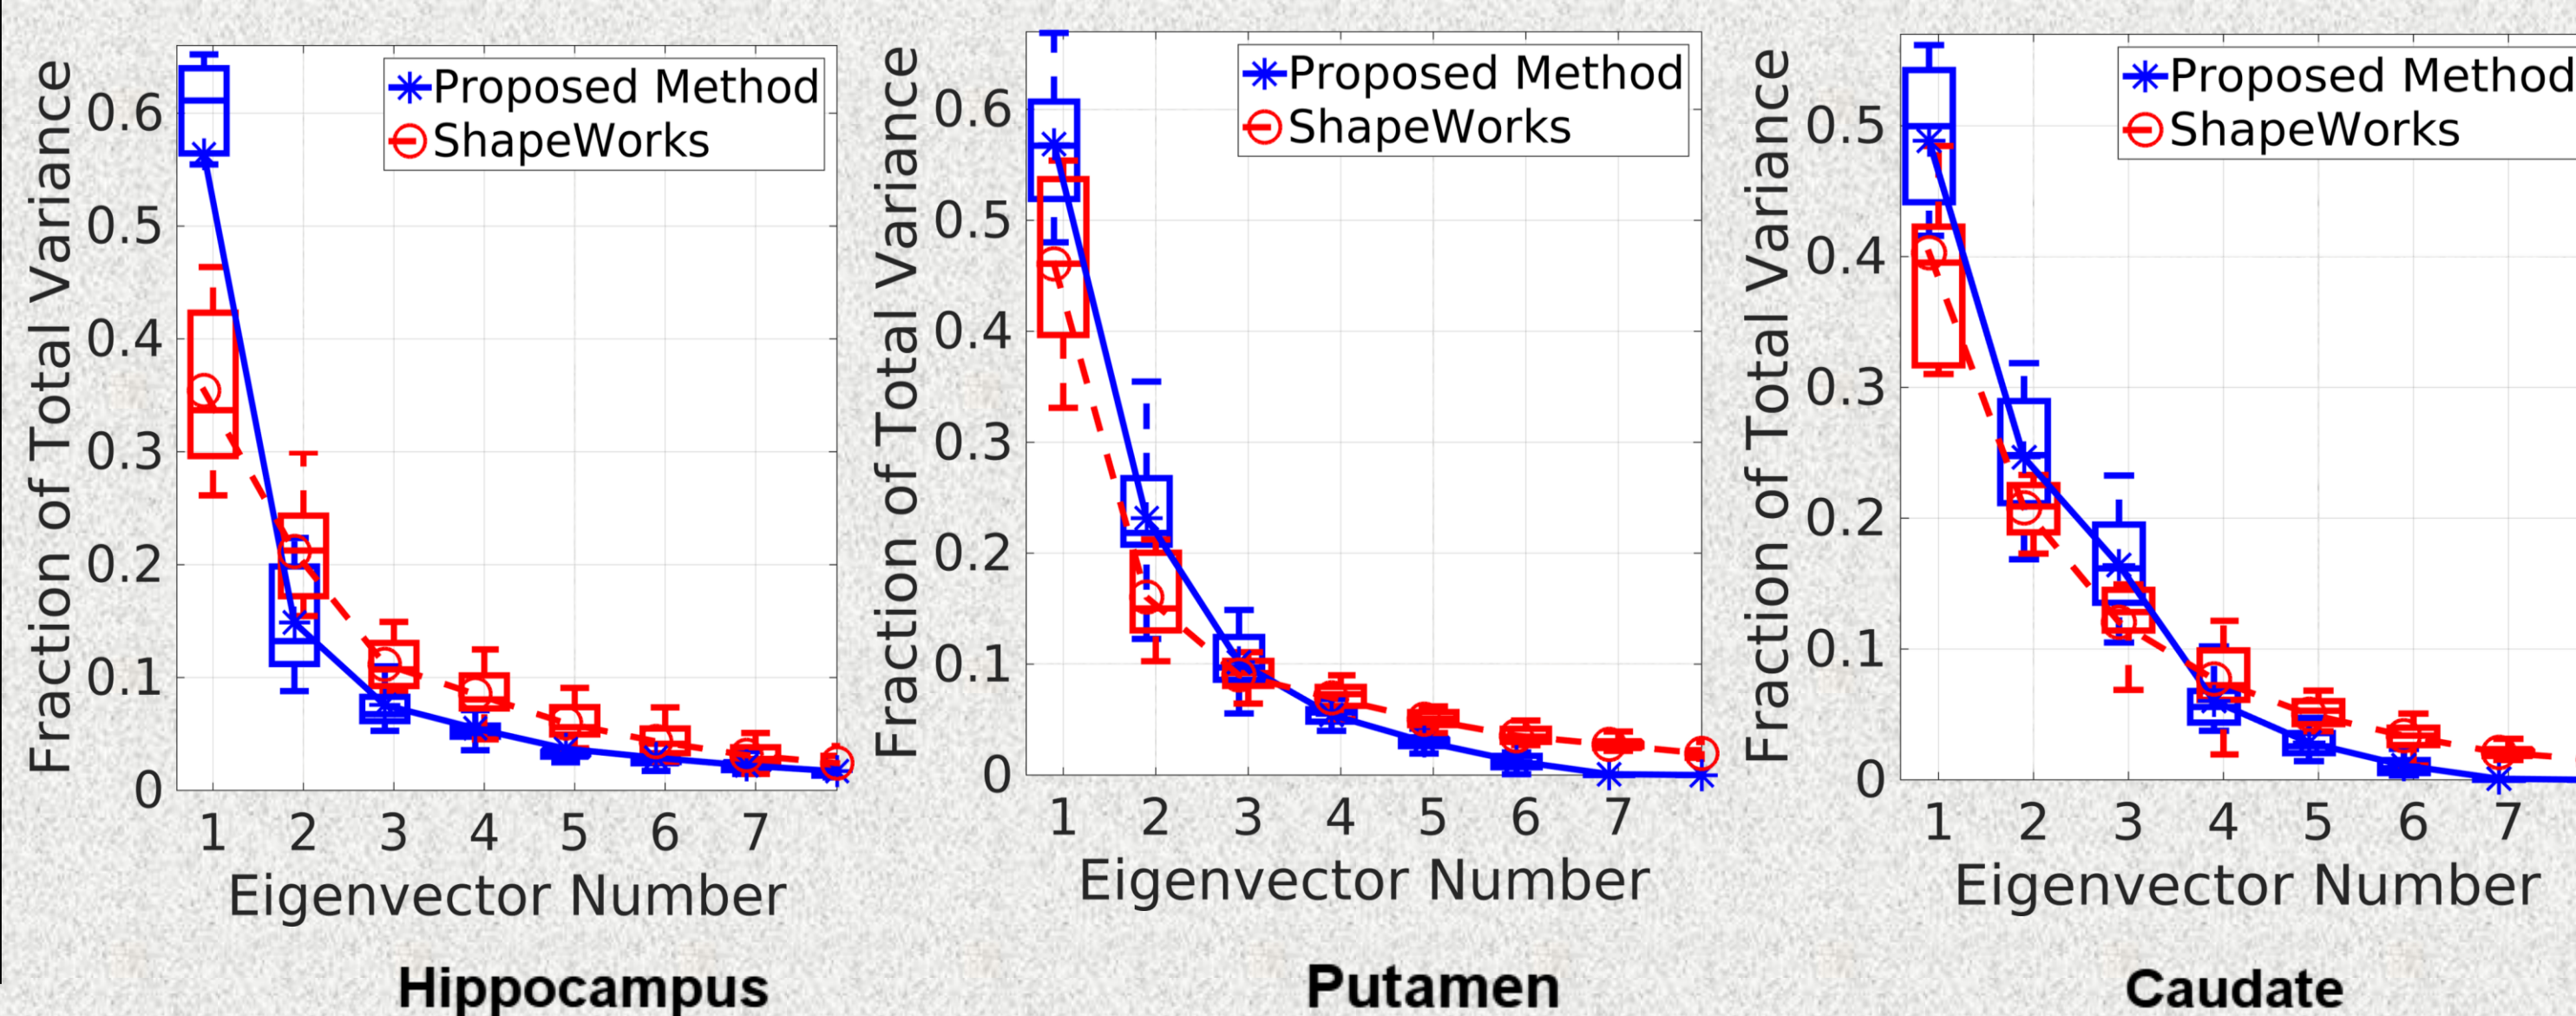 Fraction of Total Variance
0.6
0.5
0.4
0.3
0.2
0.1
0
Proposed Method
ShapeWorks
1 2 3 4 5 6 7
Eigenvector Number
Hippocampus
Fraction of Total Variance
0.6
0.5
0.4
0.3
0.2
0.1
0
Proposed Method
ShapeWorks
1 2 3 4 5 6 7
Eigenvector Number
Putamen
Fraction of Total Variance
0.5
0.4
0.3
0.2
0.1
0
Proposed Method
ShapeWorks
1 2 3 4 5 6 7
Eigenvector Number
Caudate